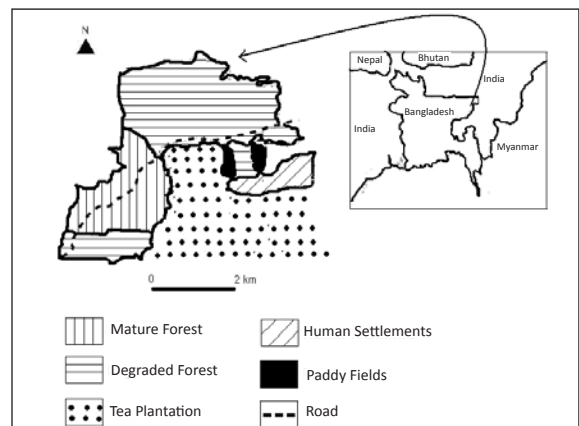 N
Nepal
Bhutan
India
Bangladesh
India
Myanmar
0 2 km
Mature Forest
Human Settlements
Degraded Forest
Paddy Fields
Tea Plantation
Road